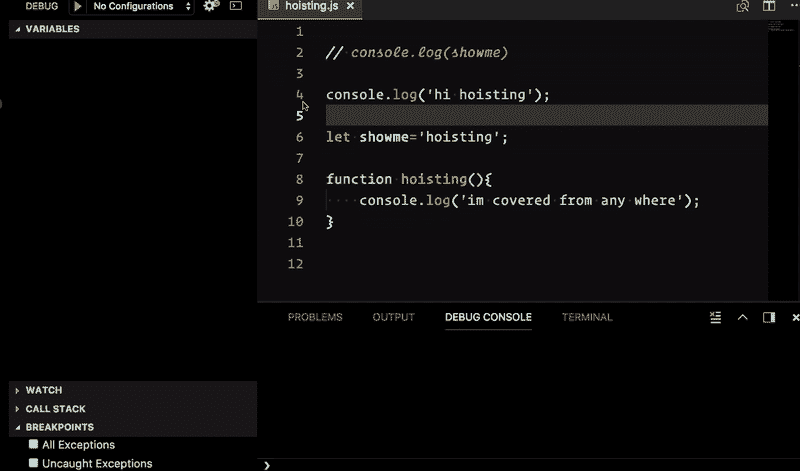 DEBUG No Configurations
hoisting.js
VARIABLES
1
2 // console.log(showme)
3
4 console.log('hi hoisting');
5
6 let showme='hoisting';
7
8 function hoisting(){
9 console.log('im covered from any where');
10 }
11
12
PROBLEMS OUTPUT DEBUG CONSOLE TERMINAL
WATCH
CALL STACK
BREAKPOINTS
All Exceptions
Uncaught Exceptions